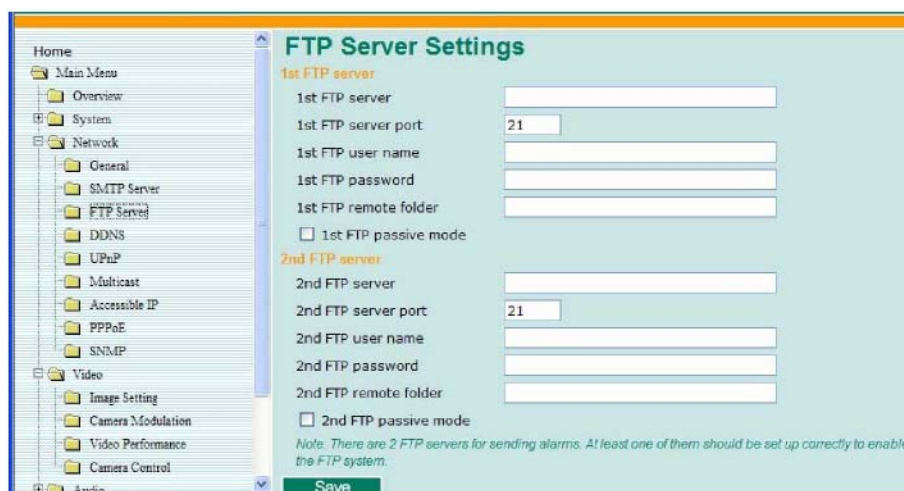 Home
Main Menu
Overview
System
Network
General
SMTP Server
FTP Server
DDNS
UPnP
Multicast
Accessible IP
PPPoE
SNMP
Video
Image Setting
Camera Modulation
Video Performance
Camera Control
Audio
FTP Server Settings
1st FTP server
1st FTP server
1st FTP server port 21
1st FTP user name
1st FTP password
1st FTP remote folder
1st FTP passive mode
2nd FTP server
2nd FTP server
2nd FTP server port 21
2nd FTP user name
2nd FTP password
2nd FTP remote folder
2nd FTP passive mode
Note: There are 2 FTP servers for sending alarms. At least one of them should be set up correctly to enable
the FTP system.
Save